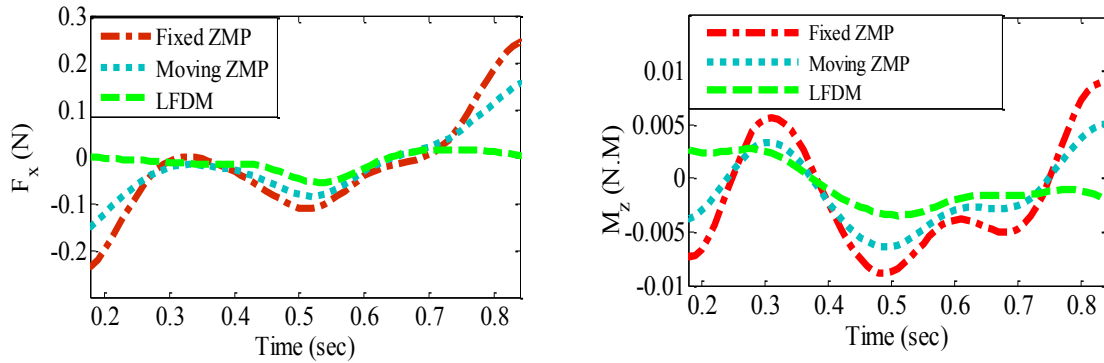 0.3
0.2
0.1
0
-0.1
-0.2
F_x (N)
Fixed ZMP
Moving ZMP
LFDM
0.2 0.3 0.4 0.5 0.6 0.7 0.8
Time (sec)
0.01
0.005
0
-0.005
-0.01
M_z (N.M)
Fixed ZMP
Moving ZMP
LFDM
0.2 0.3 0.4 0.5 0.6 0.7 0.8
Time (sec)